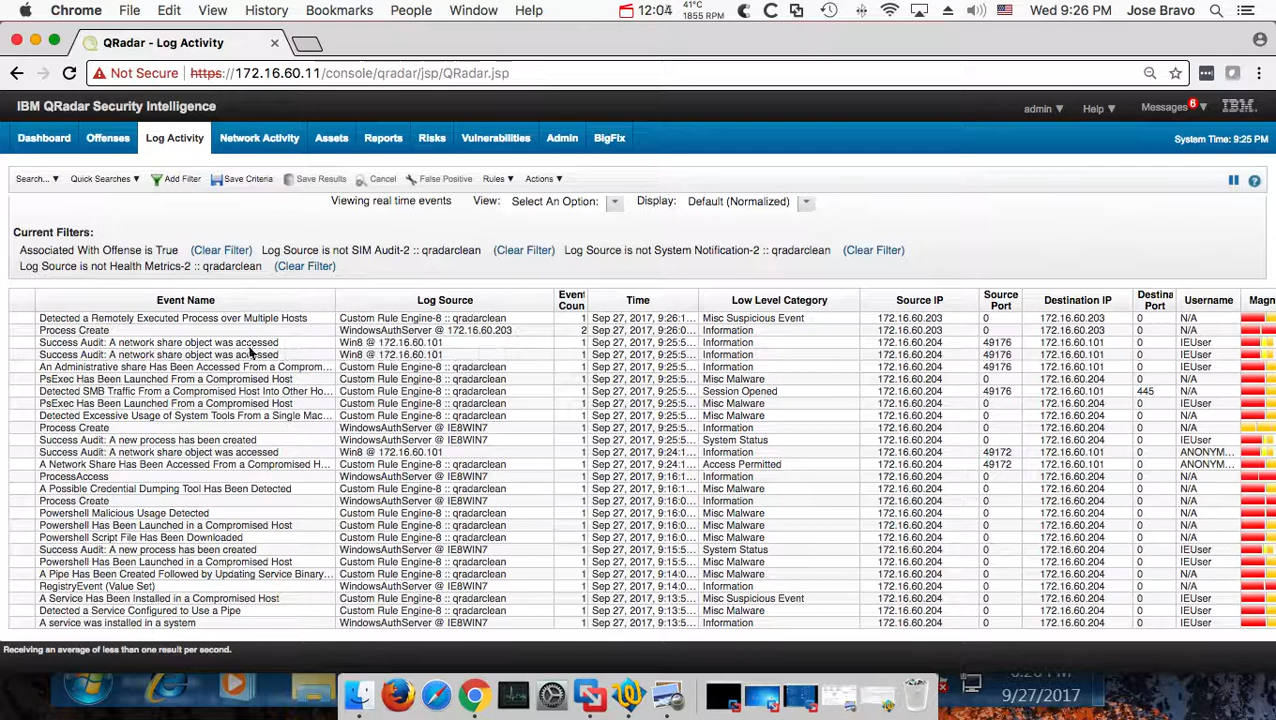 Chrome File Edit View History Bookmarks People Window Help 12:04 41°C 1855 RPM Wed 9:26 PM Jose Bravo
QRadar - Log Activity
Not Secure https://172.16.60.11/console/qradar/jsp/QRadar.jsp
IBM QRadar Security Intelligence admin Help Messages 6 IBM
Dashboard Offenses Log Activity Network Activity Assets Reports Risks Vulnerabilities Admin BigFix System Time: 9:25 PM
Search... Quick Searches Add Filter Save Criteria Save Results Cancel False Positive Rules Actions
Viewing real time events View: Select An Option: Display: Default (Normalized)
Current Filters:
Associated With Offense is True (Clear Filter) Log Source is not SIM Audit-2 :: qradarclean (Clear Filter) Log Source is not System Notification-2 :: qradarclean (Clear Filter)
Log Source is not Health Metrics-2 :: qradarclean (Clear Filter)
Event Name Log Source Event Coun Time Low Level Category Source IP Source Port Destination IP Destina Port Username Magn
Detected a Remotely Executed Process over Multiple Hosts Custom Rule Engine-8 :: qradarclean 1 Sep 27, 2017, 9:26:1... Misc Suspicious Event 172.16.60.203 0 172.16.60.203 0 N/A
Process Create WindowsAuthServer @ 172.16.60.203 2 Sep 27, 2017, 9:26:0... Information 172.16.60.203 0 172.16.60.203 0 N/A
Success Audit: A network share object was accessed Win8 @ 172.16.60.101 1 Sep 27, 2017, 9:25:5... Information 172.16.60.204 49176 172.16.60.101 0 IEUser
Success Audit: A network share object was accessed Win8 @ 172.16.60.101 1 Sep 27, 2017, 9:25:5... Information 172.16.60.204 49176 172.16.60.101 0 IEUser
An Administrative share Has Been Accessed From a Comprom... Custom Rule Engine-8 :: qradarclean 1 Sep 27, 2017, 9:25:5... Information 172.16.60.204 49176 172.16.60.101 0 IEUser
PsExec Has Been Launched From a Compromised Host Custom Rule Engine-8 :: qradarclean 1 Sep 27, 2017, 9:25:5... Misc Malware 172.16.60.204 0 172.16.60.204 0 N/A
Detected SMB Traffic From a Compromised Host Into Other Ho... Custom Rule Engine-8 :: qradarclean 1 Sep 27, 2017, 9:25:5... Session Opened 172.16.60.204 49176 172.16.60.101 445 N/A
PsExec Has Been Launched From a Compromised Host Custom Rule Engine-8 :: qradarclean 1 Sep 27, 2017, 9:25:5... Misc Malware 172.16.60.204 0 172.16.60.204 0 IEUser
Detected Excessive Usage of System Tools From a Single Mac... Custom Rule Engine-8 :: qradarclean 1 Sep 27, 2017, 9:25:5... Misc Malware 172.16.60.204 0 172.16.60.204 0 N/A
Process Create WindowsAuthServer @ IE8WIN7 1 Sep 27, 2017, 9:25:5... Information 172.16.60.204 0 172.16.60.204 0 N/A
Success Audit: A new process has been created WindowsAuthServer @ IE8WIN7 1 Sep 27, 2017, 9:25:5... System Status 172.16.60.204 0 172.16.60.204 0 IEUser
Success Audit: A network share object was accessed Win8 @ 172.16.60.101 1 Sep 27, 2017, 9:24:1... Information 172.16.60.204 49172 172.16.60.101 0 ANONYM...
A Network Share Has Been Accessed From a Compromised H... Custom Rule Engine-8 :: qradarclean 1 Sep 27, 2017, 9:24:1... Access Permitted 172.16.60.204 49172 172.16.60.101 0 ANONYM...
ProcessAccess WindowsAuthServer @ IE8WIN7 1 Sep 27, 2017, 9:16:1... Information 172.16.60.204 0 172.16.60.204 0 N/A
A Possible Credential Dumping Tool Has Been Detected Custom Rule Engine-8 :: qradarclean 1 Sep 27, 2017, 9:16:1... Misc Malware 172.16.60.204 0 172.16.60.204 0 N/A
Process Create WindowsAuthServer @ IE8WIN7 1 Sep 27, 2017, 9:16:0... Information 172.16.60.204 0 172.16.60.204 0 N/A
Powershell Malicious Usage Detected Custom Rule Engine-8 :: qradarclean 1 Sep 27, 2017, 9:16:0... Misc Malware 172.16.60.204 0 172.16.60.204 0 N/A
Powershell Has Been Launched in a Compromised Host Custom Rule Engine-8 :: qradarclean 1 Sep 27, 2017, 9:16:0... Misc Malware 172.16.60.204 0 172.16.60.204 0 N/A
Powershell Script File Has Been Downloaded Custom Rule Engine-8 :: qradarclean 1 Sep 27, 2017, 9:16:0... Misc Malware 172.16.60.204 0 172.16.60.204 0 N/A
Success Audit: A new process has been created WindowsAuthServer @ IE8WIN7 1 Sep 27, 2017, 9:15:5... System Status 172.16.60.204 0 172.16.60.204 0 IEUser
Powershell Has Been Launched in a Compromised Host Custom Rule Engine-8 :: qradarclean 1 Sep 27, 2017, 9:15:5... Misc Malware 172.16.60.204 0 172.16.60.204 0 IEUser
A Pipe Has Been Created Followed by Updating Service Binary... Custom Rule Engine-8 :: qradarclean 1 Sep 27, 2017, 9:14:0... Misc Malware 172.16.60.204 0 172.16.60.204 0 N/A
RegistryEvent (Value Set) WindowsAuthServer @ IE8WIN7 1 Sep 27, 2017, 9:14:0... Information 172.16.60.204 0 172.16.60.204 0 N/A
A Service Has Been Installed in a Compromised Host Custom Rule Engine-8 :: qradarclean 1 Sep 27, 2017, 9:13:5... Misc Suspicious Event 172.16.60.204 0 172.16.60.204 0 IEUser
Detected a Service Configured to Use a Pipe Custom Rule Engine-8 :: qradarclean 1 Sep 27, 2017, 9:13:5... Misc Malware 172.16.60.204 0 172.16.60.204 0 IEUser
A service was installed in a system WindowsAuthServer @ IE8WIN7 1 Sep 27, 2017, 9:13:5... Information 172.16.60.204 0 172.16.60.204 0 IEUser
Receiving an average of less than one result per second.
9/27/2017